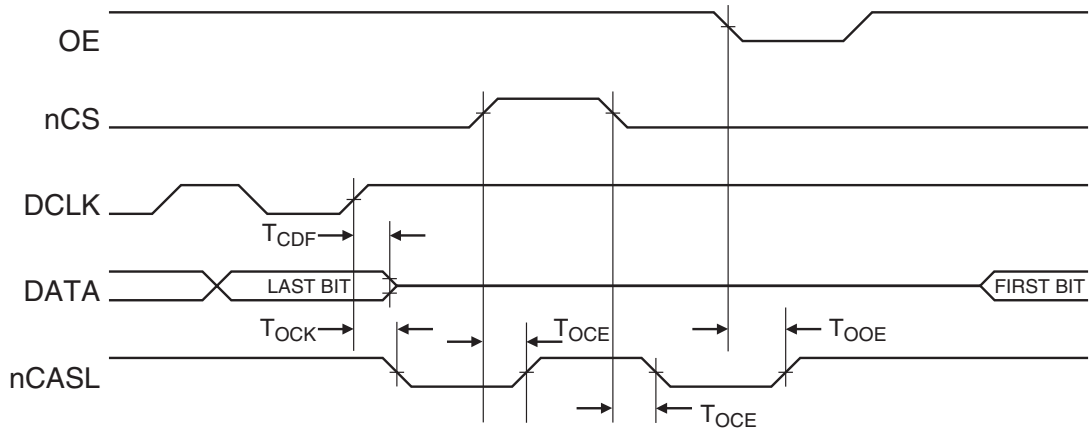 OE
nCS
DCLK
TCDF
DATA
LAST BIT
FIRST BIT
TOCK
TOCE
TOOE
nCASL
TOCE